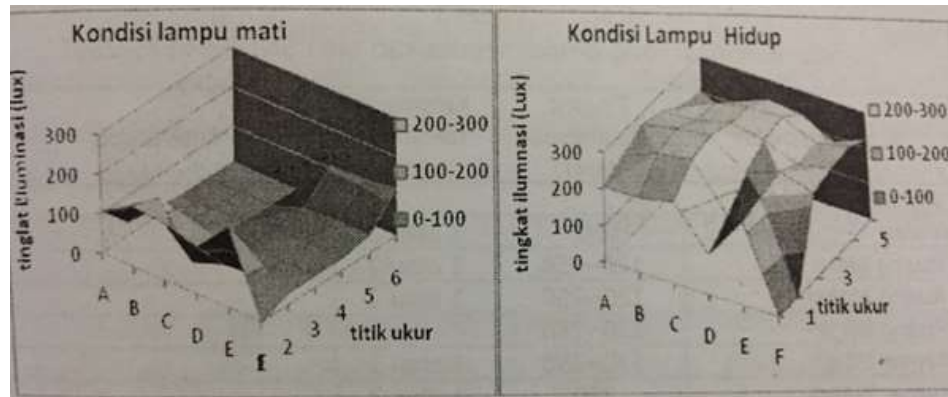 Kondisi lampu mati
tinglat Eluminasi (lux)
300
200
100
0
A
B
C
D
E
2
3
4
5
6
titik ukur
200-300
100-200
0-100
Kondisi Lampu Hidup
tingkat ilumnasi (Lux)
300
200
100
0
A
B
C
D
E
F
1
3
5
titik ukur
200-300
100-200
0-100